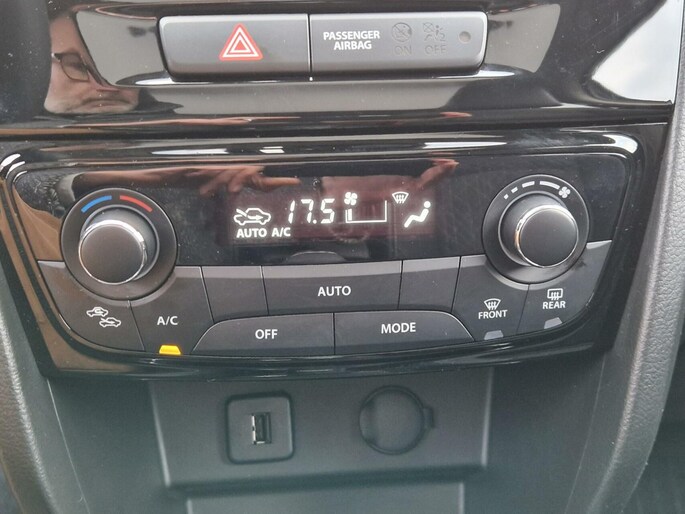 PASSENGER
AIRBAG
ON OFF
17.5
AUTO A/C
AUTO
A/C
OFF
MODE
FRONT
REAR